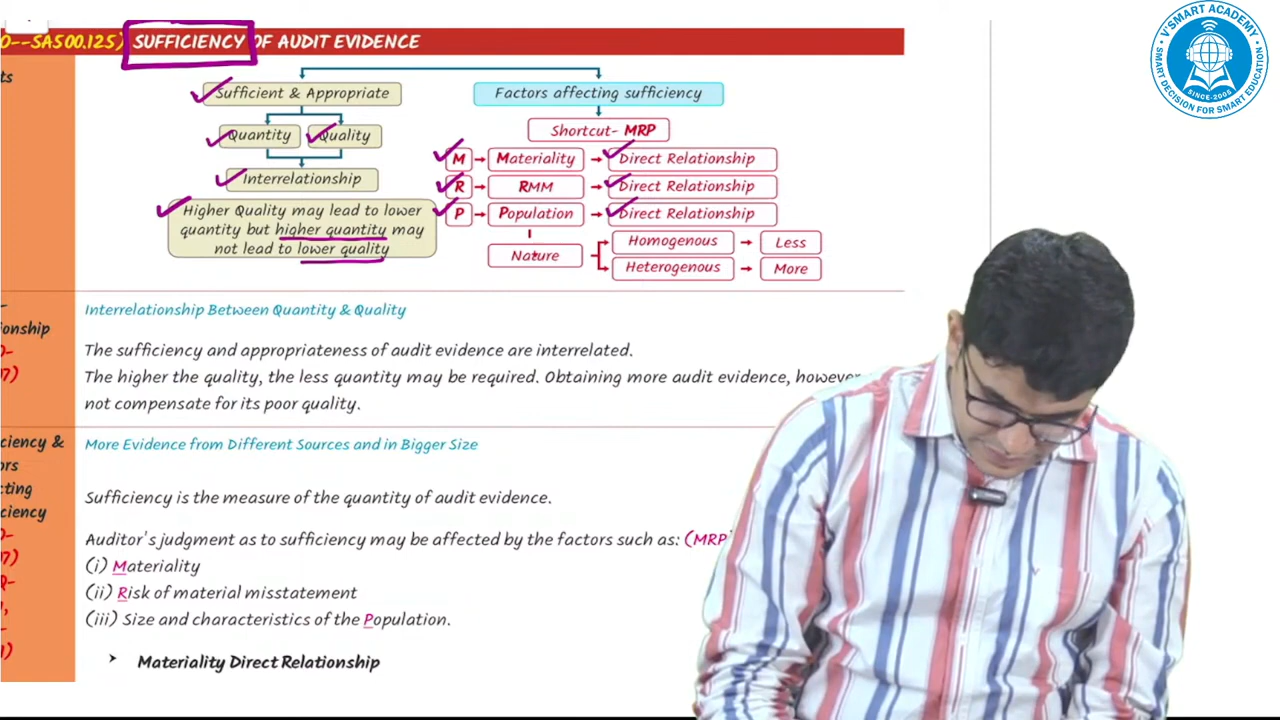 O--SA500.125) SUFFICIENCY OF AUDIT EVIDENCE
ts
Sufficient & Appropriate
Factors affecting sufficiency
Quantity
Quality
Shortcut- MRP
Interrelationship
M
Materiality
Direct Relationship
R
RMM
Direct Relationship
P
Population
Direct Relationship
Higher Quality may lead to lower
quantity but higher quantity may
not lead to lower quality
Nature
Homogenous
Less
Heterogenous
More
ionship
Interrelationship Between Quantity & Quality
The sufficiency and appropriateness of audit evidence are interrelated.
The higher the quality, the less quantity may be required. Obtaining more audit evidence, however
not compensate for its poor quality.
ciency &
ors
cting
ciency
More Evidence from Different Sources and in Bigger Size
Sufficiency is the measure of the quantity of audit evidence.
Auditor's judgment as to sufficiency may be affected by the factors such as: (MRP
(i) Materiality
(ii) Risk of material misstatement
(iii) Size and characteristics of the Population.
➤ Materiality Direct Relationship
V'SMART ACADEMY
SINCE-2005
SMART DECISION FOR SMART EDUCATION